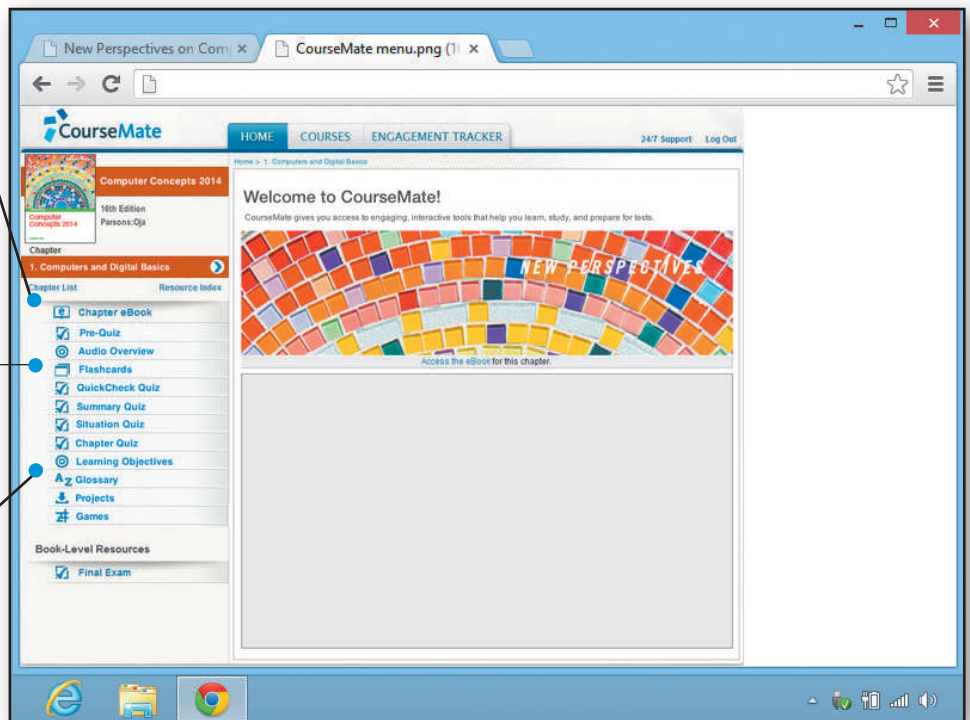 New Perspectives on Com
CourseMate menu.png (1
CourseMate
HOME COURSES ENGAGEMENT TRACKER
24/7 Support Log Out
Home > 1. Computers and Digital Basics
Computer Concepts 2014
16th Edition
Parsons:Oja
Computer
Concepts 2014
Chapter
1. Computers and Digital Basics
Chapter List Resource Index
Chapter eBook
Pre-Quiz
Audio Overview
Flashcards
QuickCheck Quiz
Summary Quiz
Situation Quiz
Chapter Quiz
Learning Objectives
AZ Glossary
Projects
Games
Book-Level Resources
Final Exam
Welcome to CourseMate!
CourseMate gives you access to engaging, interactive tools that help you learn, study, and prepare for tests.
NEW PERSPECTIVES
Access the eBook for this chapter.